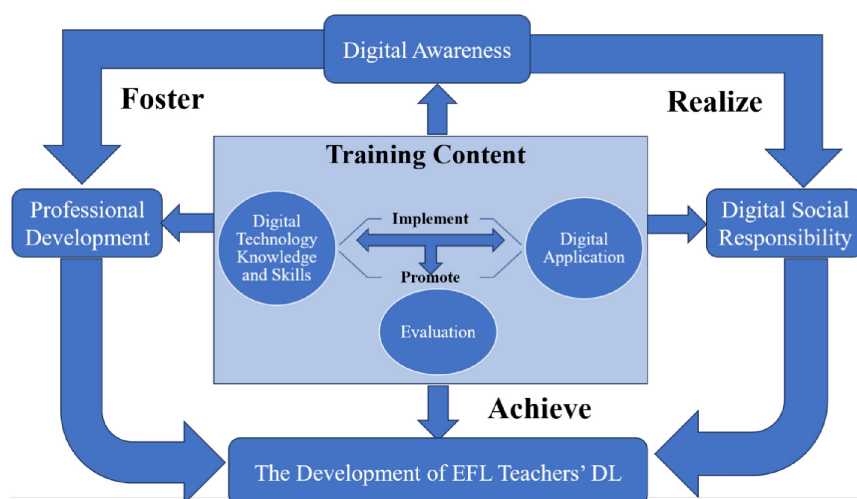 Digital Awareness
Foster
Realize
Training Content
Professional
Development
Digital
Technology
Knowledge
and Skills
Implement
Promote
Digital
Application
Evaluation
Digital Social
Responsibility
Achieve
The Development of EFL Teachers’ DL